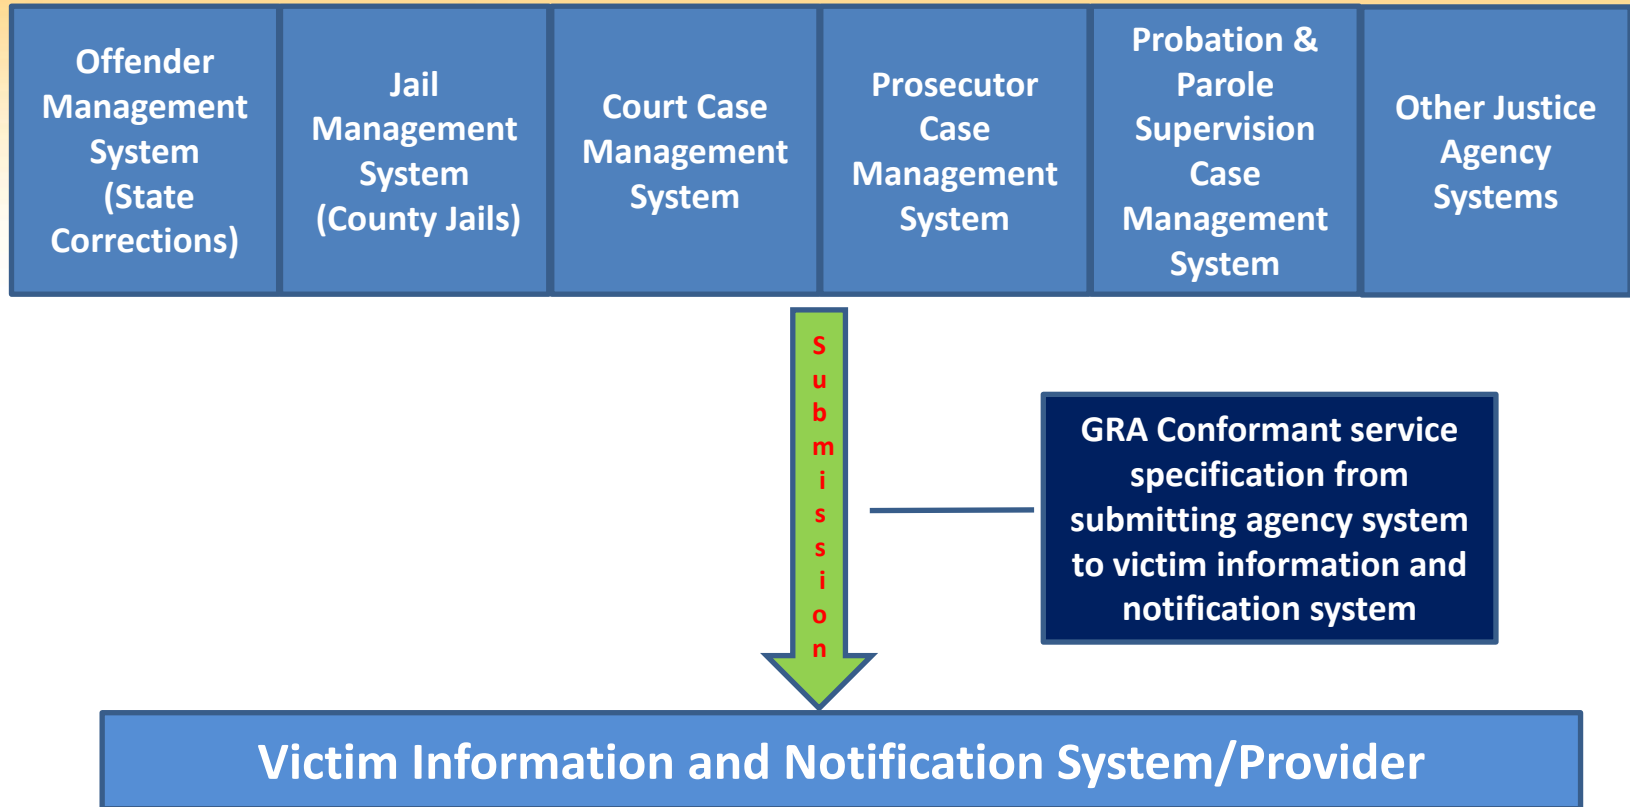 Offender
Management
System
(State
Corrections)
Jail
Management
System
(County Jails)
Court Case
Management
System
Prosecutor
Case
Management
System
Probation &
Parole
Supervision
Case
Management
System
Other Justice
Agency
Systems
Submission
GRA Conformant service
specification from
submitting agency system
to victim information and
notification system
Victim Information and Notification System/Provider